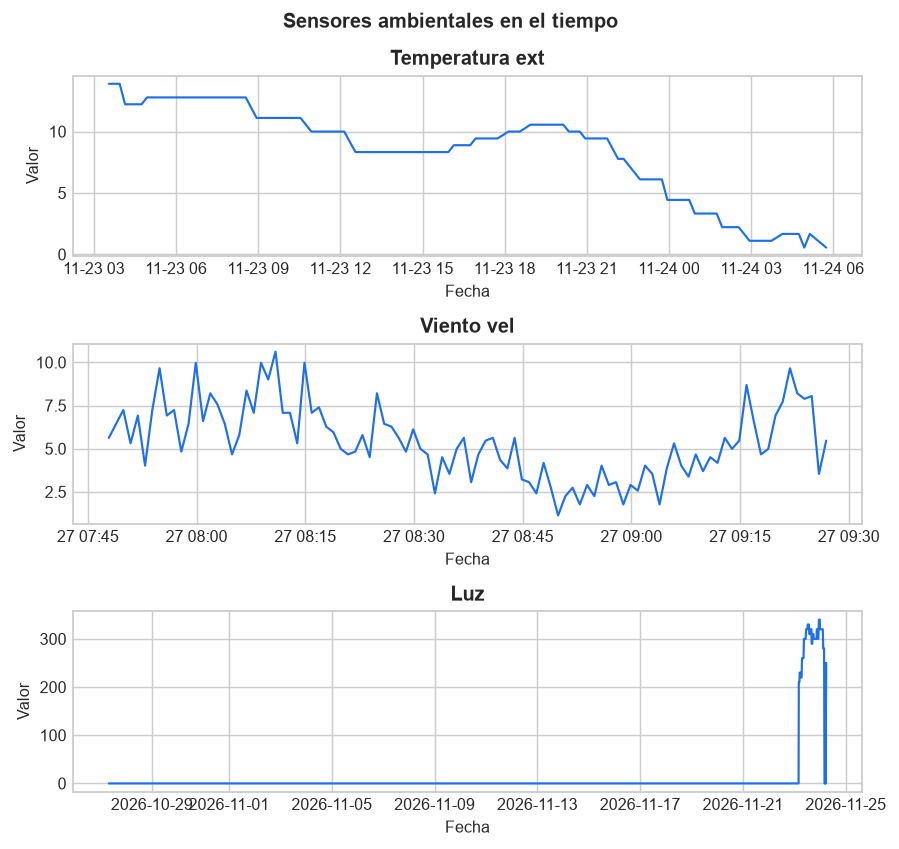 Sensores ambientales en el tiempo
Temperatura ext
Valor
10
5
0
11-23 03 11-23 06 11-23 09 11-23 12 11-23 15 11-23 18 11-23 21 11-24 00 11-24 03 11-24 06
Fecha
Viento vel
Valor
10.0
7.5
5.0
2.5
27 07:45 27 08:00 27 08:15 27 08:30 27 08:45 27 09:00 27 09:15 27 09:30
Fecha
Luz
Valor
300
200
100
0
2026-10-29 2026-11-01 2026-11-05 2026-11-09 2026-11-13 2026-11-17 2026-11-21 2026-11-25
Fecha